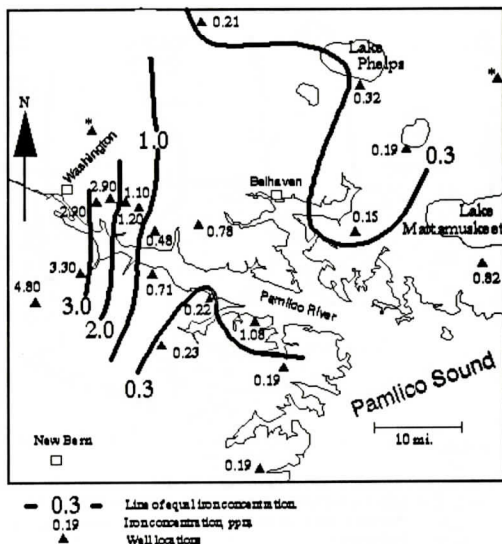 0.21
Lake
Phelps
*
0.32
N
*
1.0
Washington
0.19
0.3
Belhaven
2.90
1.10
2.90
1.20
0.15
Lake
Mattamuskeet
0.48
0.78
3.30
0.71
0.82
4.80
3.0
Pamlico River
0.22
2.0
1.08
0.23
0.3
0.19
Pamlico Sound
10 mi.
New Bern
0.19
0.3 Line of equal iron concentration
0.19 Iron concentration, ppm
Well locations